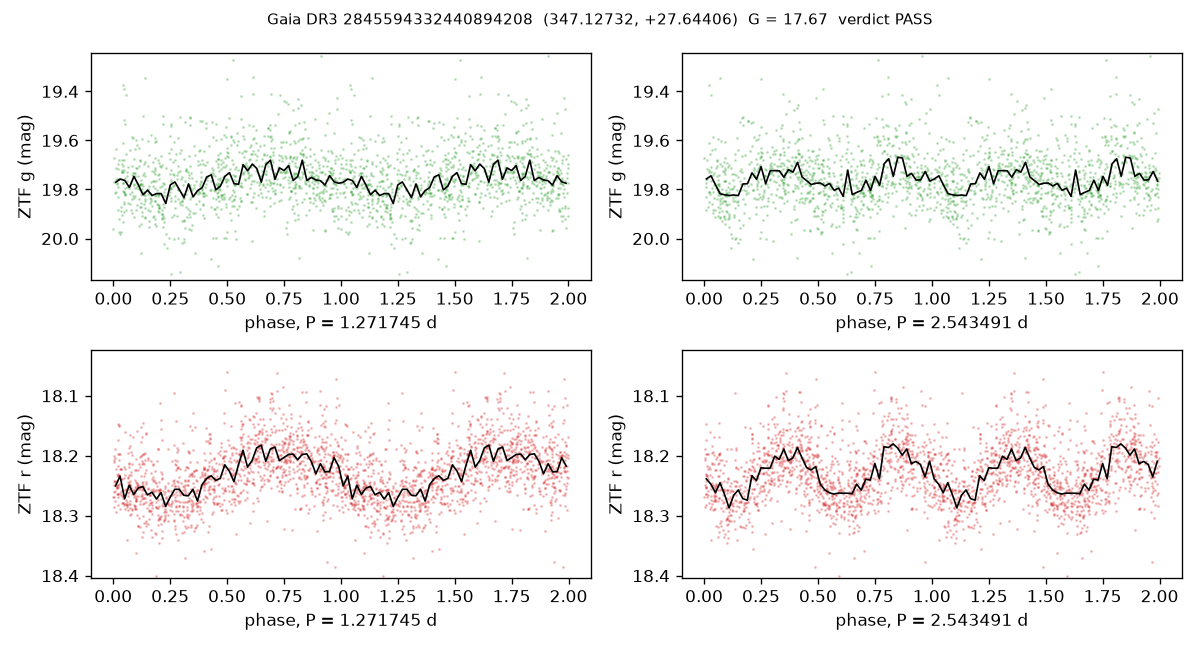 Gaia DR3 2845594332440894208 (347.12732, +27.64406) G = 17.67 verdict PASS
ZTF g (mag)
19.4
19.6
19.8
20.0
0.00 0.25 0.50 0.75 1.00 1.25 1.50 1.75 2.00
phase, P = 1.271745 d
ZTF g (mag)
19.4
19.6
19.8
20.0
0.00 0.25 0.50 0.75 1.00 1.25 1.50 1.75 2.00
phase, P = 2.543491 d
ZTF r (mag)
18.1
18.2
18.3
18.4
0.00 0.25 0.50 0.75 1.00 1.25 1.50 1.75 2.00
phase, P = 1.271745 d
ZTF r (mag)
18.1
18.2
18.3
18.4
0.00 0.25 0.50 0.75 1.00 1.25 1.50 1.75 2.00
phase, P = 2.543491 d